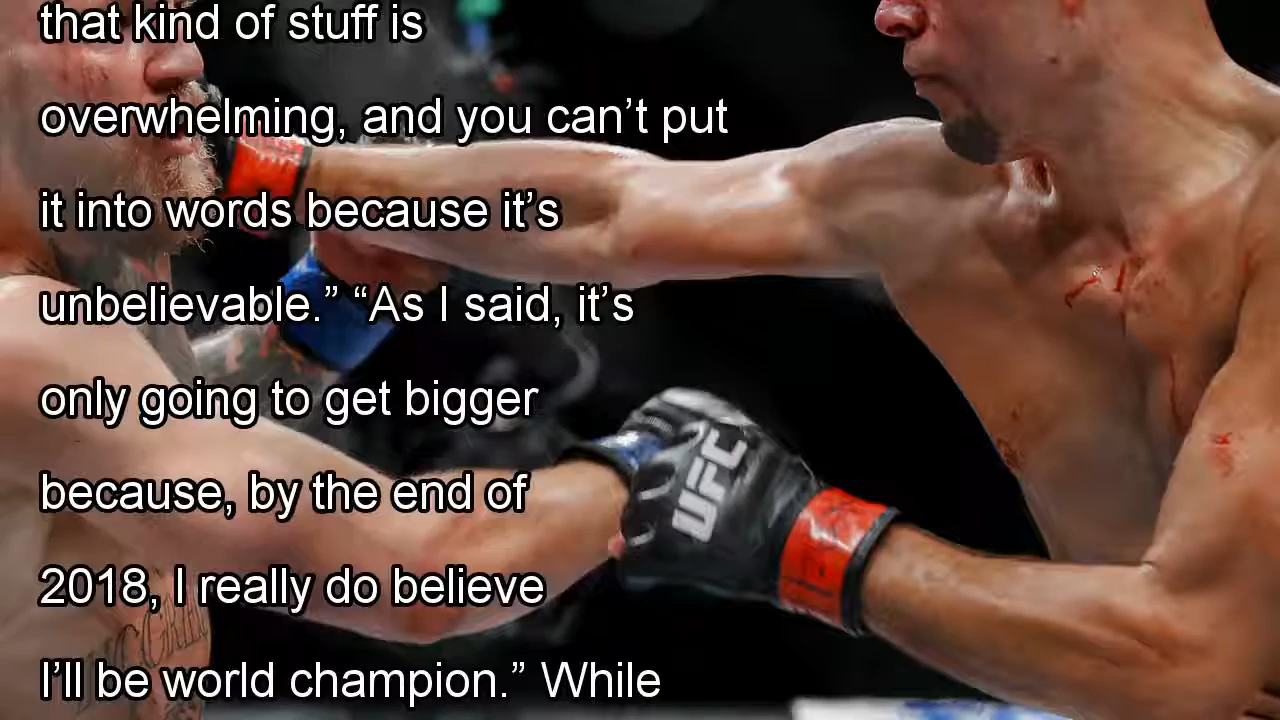 that kind of stuff is
overwhelming, and you can’t put
it into words because it’s
unbelievable.” “As I said, it’s
only going to get bigger
because, by the end of
2018, I really do believe
I’ll be world champion.” While
UFC